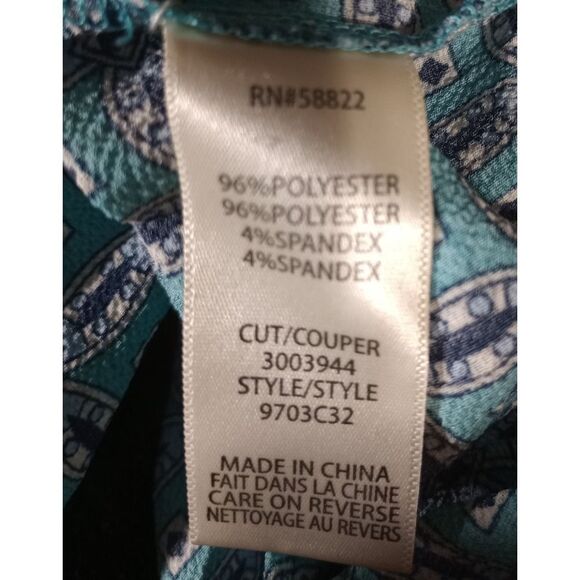 RN#58822
96%POLYESTER
96%POLYESTER
4%SPANDEX
4%SPANDEX
CUT/COUPER
3003944
STYLE/STYLE
9703C32
MADE IN CHINA
FAIT DANS LA CHINE
CARE ON REVERSE
NETTOYAGE AU REVERS